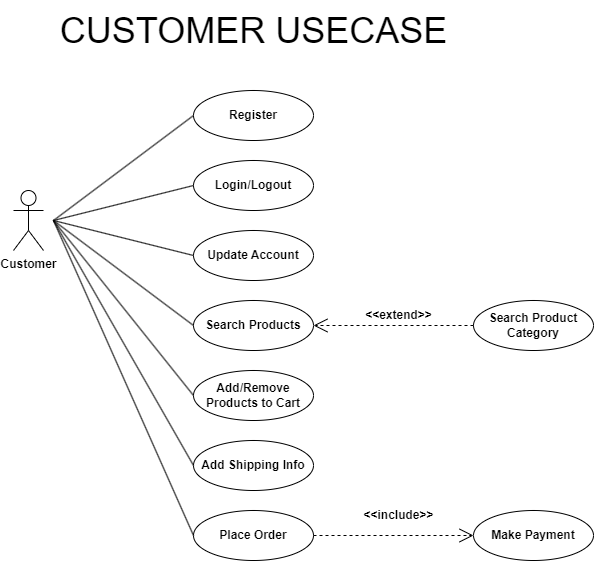 CUSTOMER USECASE
Register
Login/Logout
Customer
Update Account
Search Products
<<extend>>
Search Product
Category
Add/Remove
Products to Cart
Add Shipping Info
Place Order
<<include>>
Make Payment